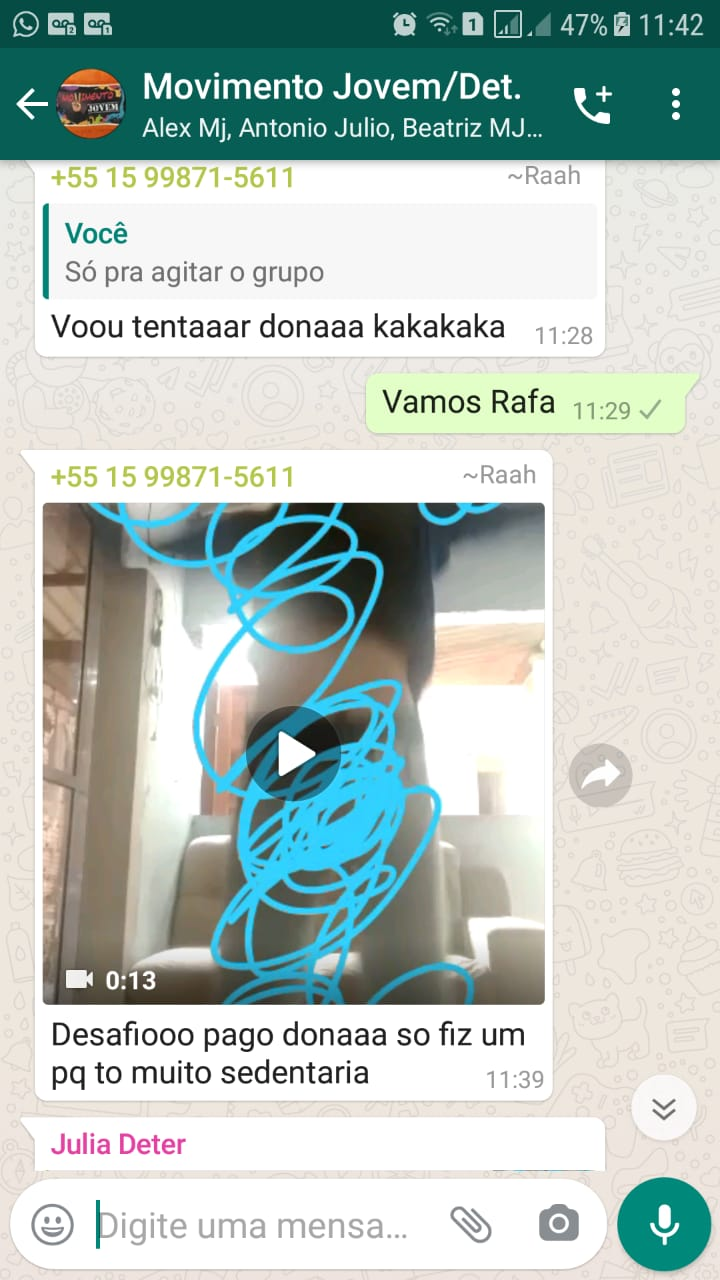 47% 11:42
MOVIMENTO
JOVEM
Movimento Jovem/Det.
Alex Mj, Antonio Julio, Beatriz MJ...
+55 15 99871-5611 ~Raah
Você
Só pra agitar o grupo
Voou tentaaar donaaa kakakaka 11:28
Vamos Rafa 11:29
+55 15 99871-5611 ~Raah
0:13
Desafiooo pago donaaa so fiz um
pq to muito sedentaria 11:39
Julia Deter
Digite uma mensa...